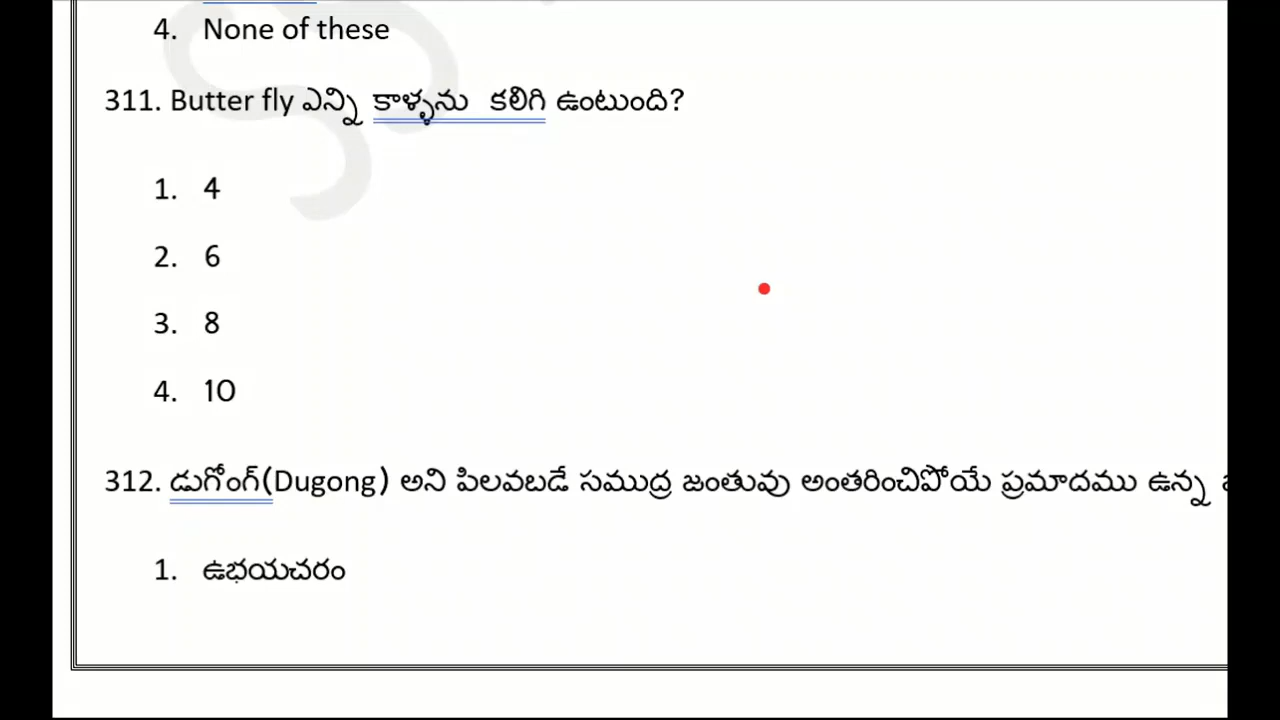 4. None of these
311. Butter fly ఎన్ని కాళ్ళను కలిగి ఉంటుంది?
1. 4
2. 6
3. 8
4. 10
312. డుగోంగ్(Dugong) అని పిలవబడే సముద్ర జంతువు అంతరించిపోయే ప్రమాదము ఉన్న
1. ఉభయచరం